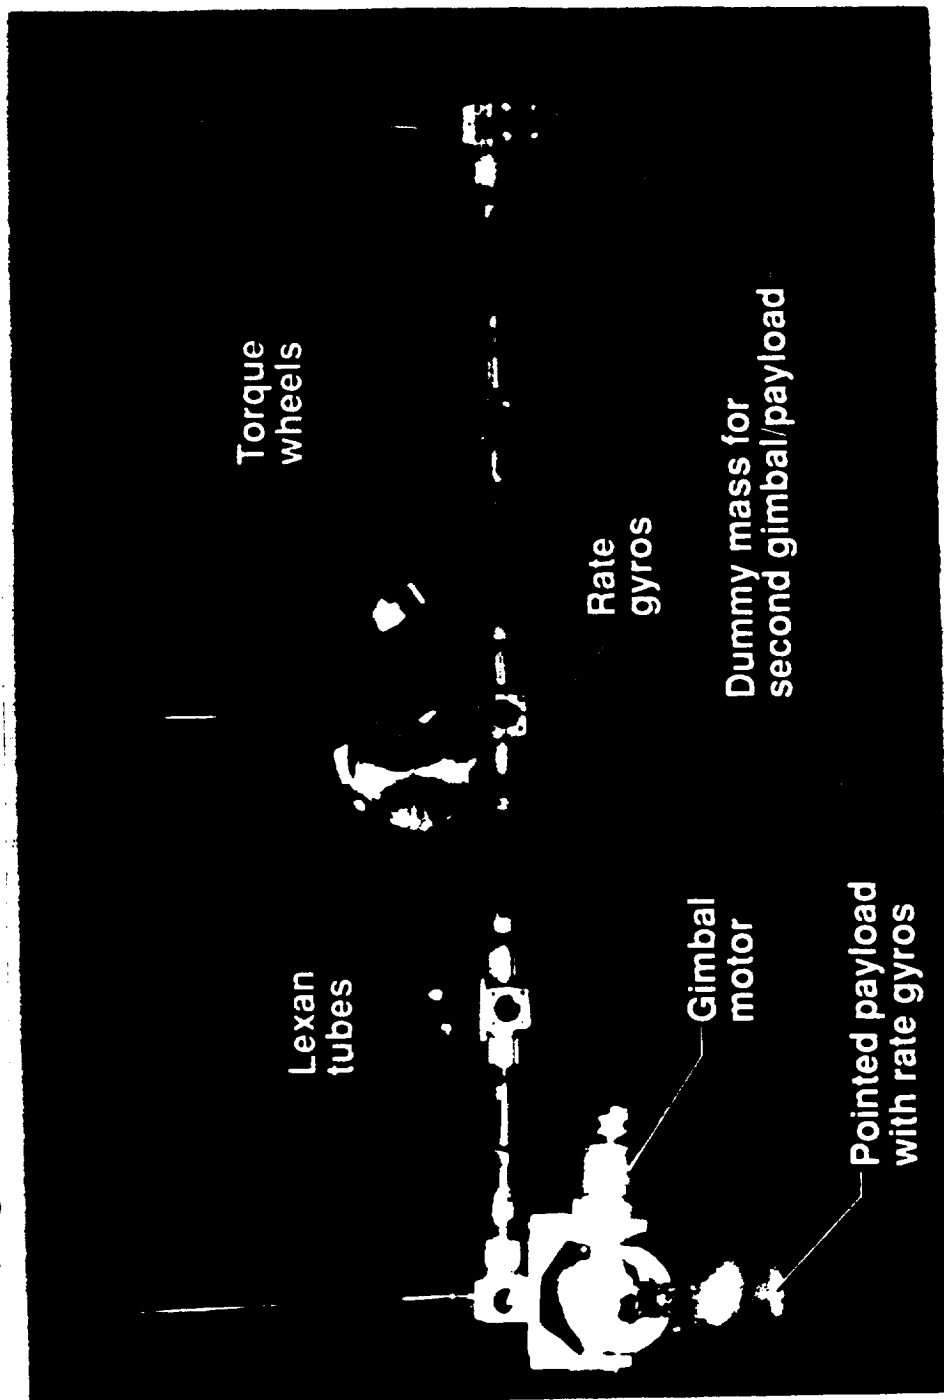 Torque
wheels
Lexan
tubes
Rate
gyros
Dummy mass for
second gimbal/payload
Gimbal
motor
Pointed payload
with rate gyros